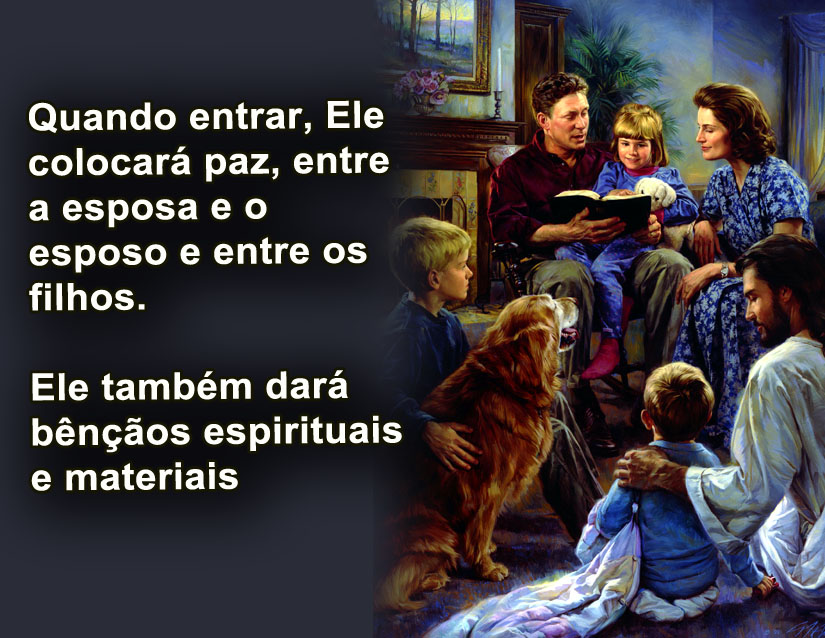 Quando entrar, Ele
colocará paz, entre
a esposa e o
esposo e entre os
filhos.
Ele também dará
bênçãos espirituais
e materiais